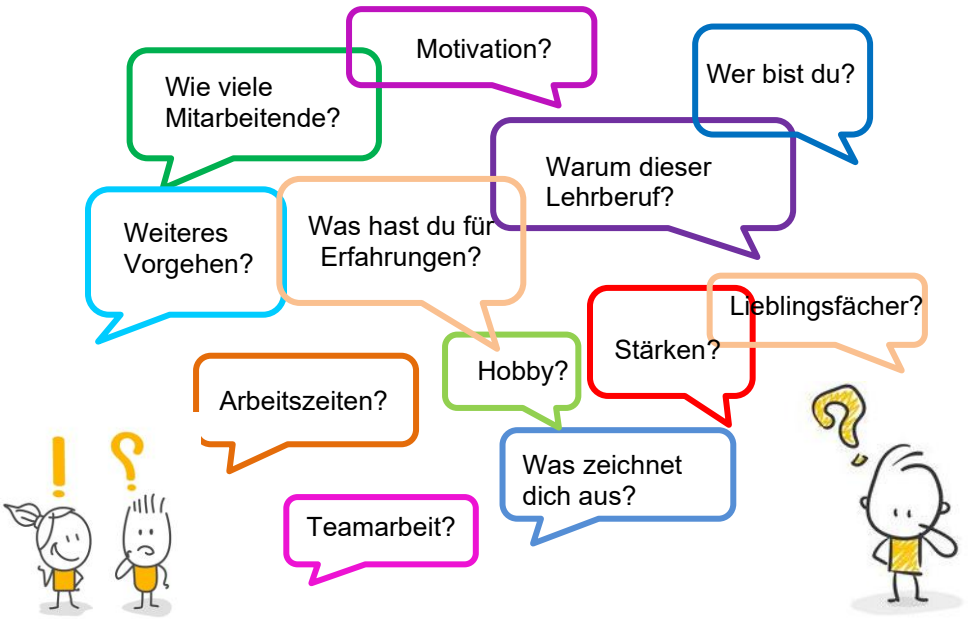 Motivation?
Wer bist du?
Wie viele
Mitarbeitende?
Warum dieser
Lehrberuf?
Weiteres
Vorgehen?
Was hast du für
Erfahrungen?
Lieblingsfächer?
Stärken?
Hobby?
Arbeitszeiten?
Was zeichnet
dich aus?
Teamarbeit?
! ?
?